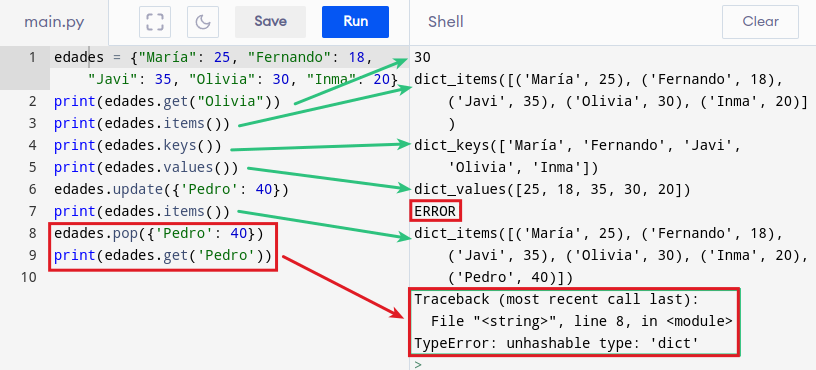 main.py
Save
Run
Shell
Clear
1 edades = {"María": 25, "Fernando": 18,
"Javi": 35, "Olivia": 30, "Inma": 20}
2 print(edades.get("Olivia"))
3 print(edades.items())
4 print(edades.keys())
5 print(edades.values())
6 edades.update({'Pedro': 40})
7 print(edades.items())
8 edades.pop({'Pedro': 40})
9 print(edades.get('Pedro'))
10
30
dict_items([('María', 25), ('Fernando', 18),
('Javi', 35), ('Olivia', 30), ('Inma', 20)]
)
dict_keys(['María', 'Fernando', 'Javi',
'Olivia', 'Inma'])
dict_values([25, 18, 35, 30, 20])
ERROR
dict_items([('María', 25), ('Fernando', 18),
('Javi', 35), ('Olivia', 30), ('Inma', 20),
('Pedro', 40)])
Traceback (most recent call last):
File "<string>", line 8, in <module>
TypeError: unhashable type: 'dict'
>